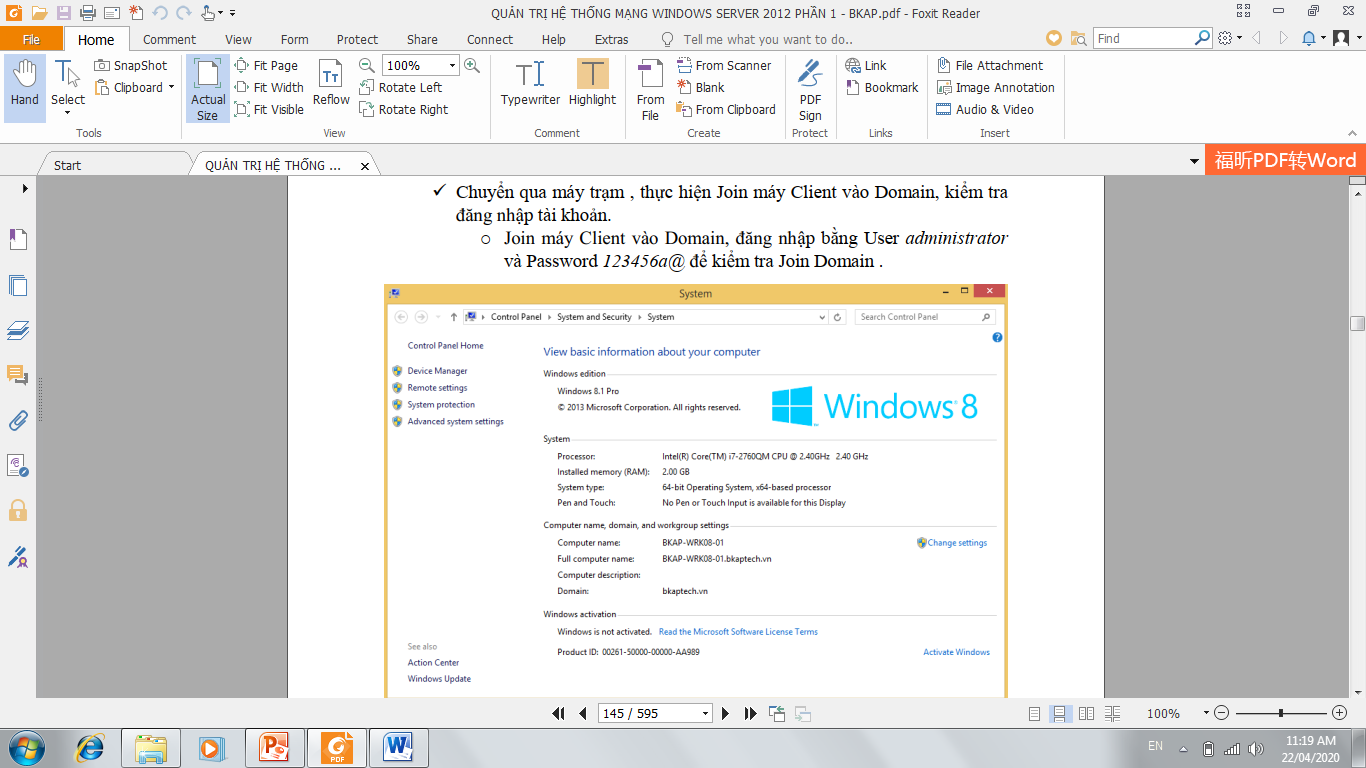 QUẢN TRỊ HỆ THỐNG MẠNG WINDOWS SERVER 2012 PHẦN 1 - BKAP.pdf - Foxit Reader
File Home Comment View Form Protect Share Connect Help Extras Tell me what you want to do.. Find
Hand
Select
SnapShot
Clipboard
Tools
Actual Size
Fit Page
Fit Width
Fit Visible
Reflow
100%
Rotate Left
Rotate Right
View
Typewriter
Highlight
Comment
From File
From Scanner
Blank
From Clipboard
Create
PDF Sign
Protect
Link
Bookmark
Links
File Attachment
Image Annotation
Audio & Video
Insert
Start
QUẢN TRỊ HỆ THỐNG ...
福昕PDF转Word
Chuyển qua máy trạm , thực hiện Join máy Client vào Domain, kiểm tra
đăng nhập tài khoản.
Join máy Client vào Domain, đăng nhập bằng User administrator
và Password 123456a@ để kiểm tra Join Domain .
System
Control Panel System and Security System
Search Control Panel
Control Panel Home
Device Manager
Remote settings
System protection
Advanced system settings
View basic information about your computer
Windows edition
Windows 8.1 Pro
© 2013 Microsoft Corporation. All rights reserved.
Windows 8
System
Processor: Intel(R) Core(TM) i7-2760QM CPU @ 2.40GHz 2.40 GHz
Installed memory (RAM): 2.00 GB
System type: 64-bit Operating System, x64-based processor
Pen and Touch: No Pen or Touch Input is available for this Display
Computer name, domain, and workgroup settings
Computer name: BKAP-WRK08-01
Change settings
Full computer name: BKAP-WRK08-01.bkaptech.vn
Computer description:
Domain: bkaptech.vn
Windows activation
Windows is not activated. Read the Microsoft Software License Terms
Product ID: 00261-50000-00000-AA989
Activate Windows
See also
Action Center
Windows Update
145 / 595
100%
EN
11:19 AM
22/04/2020